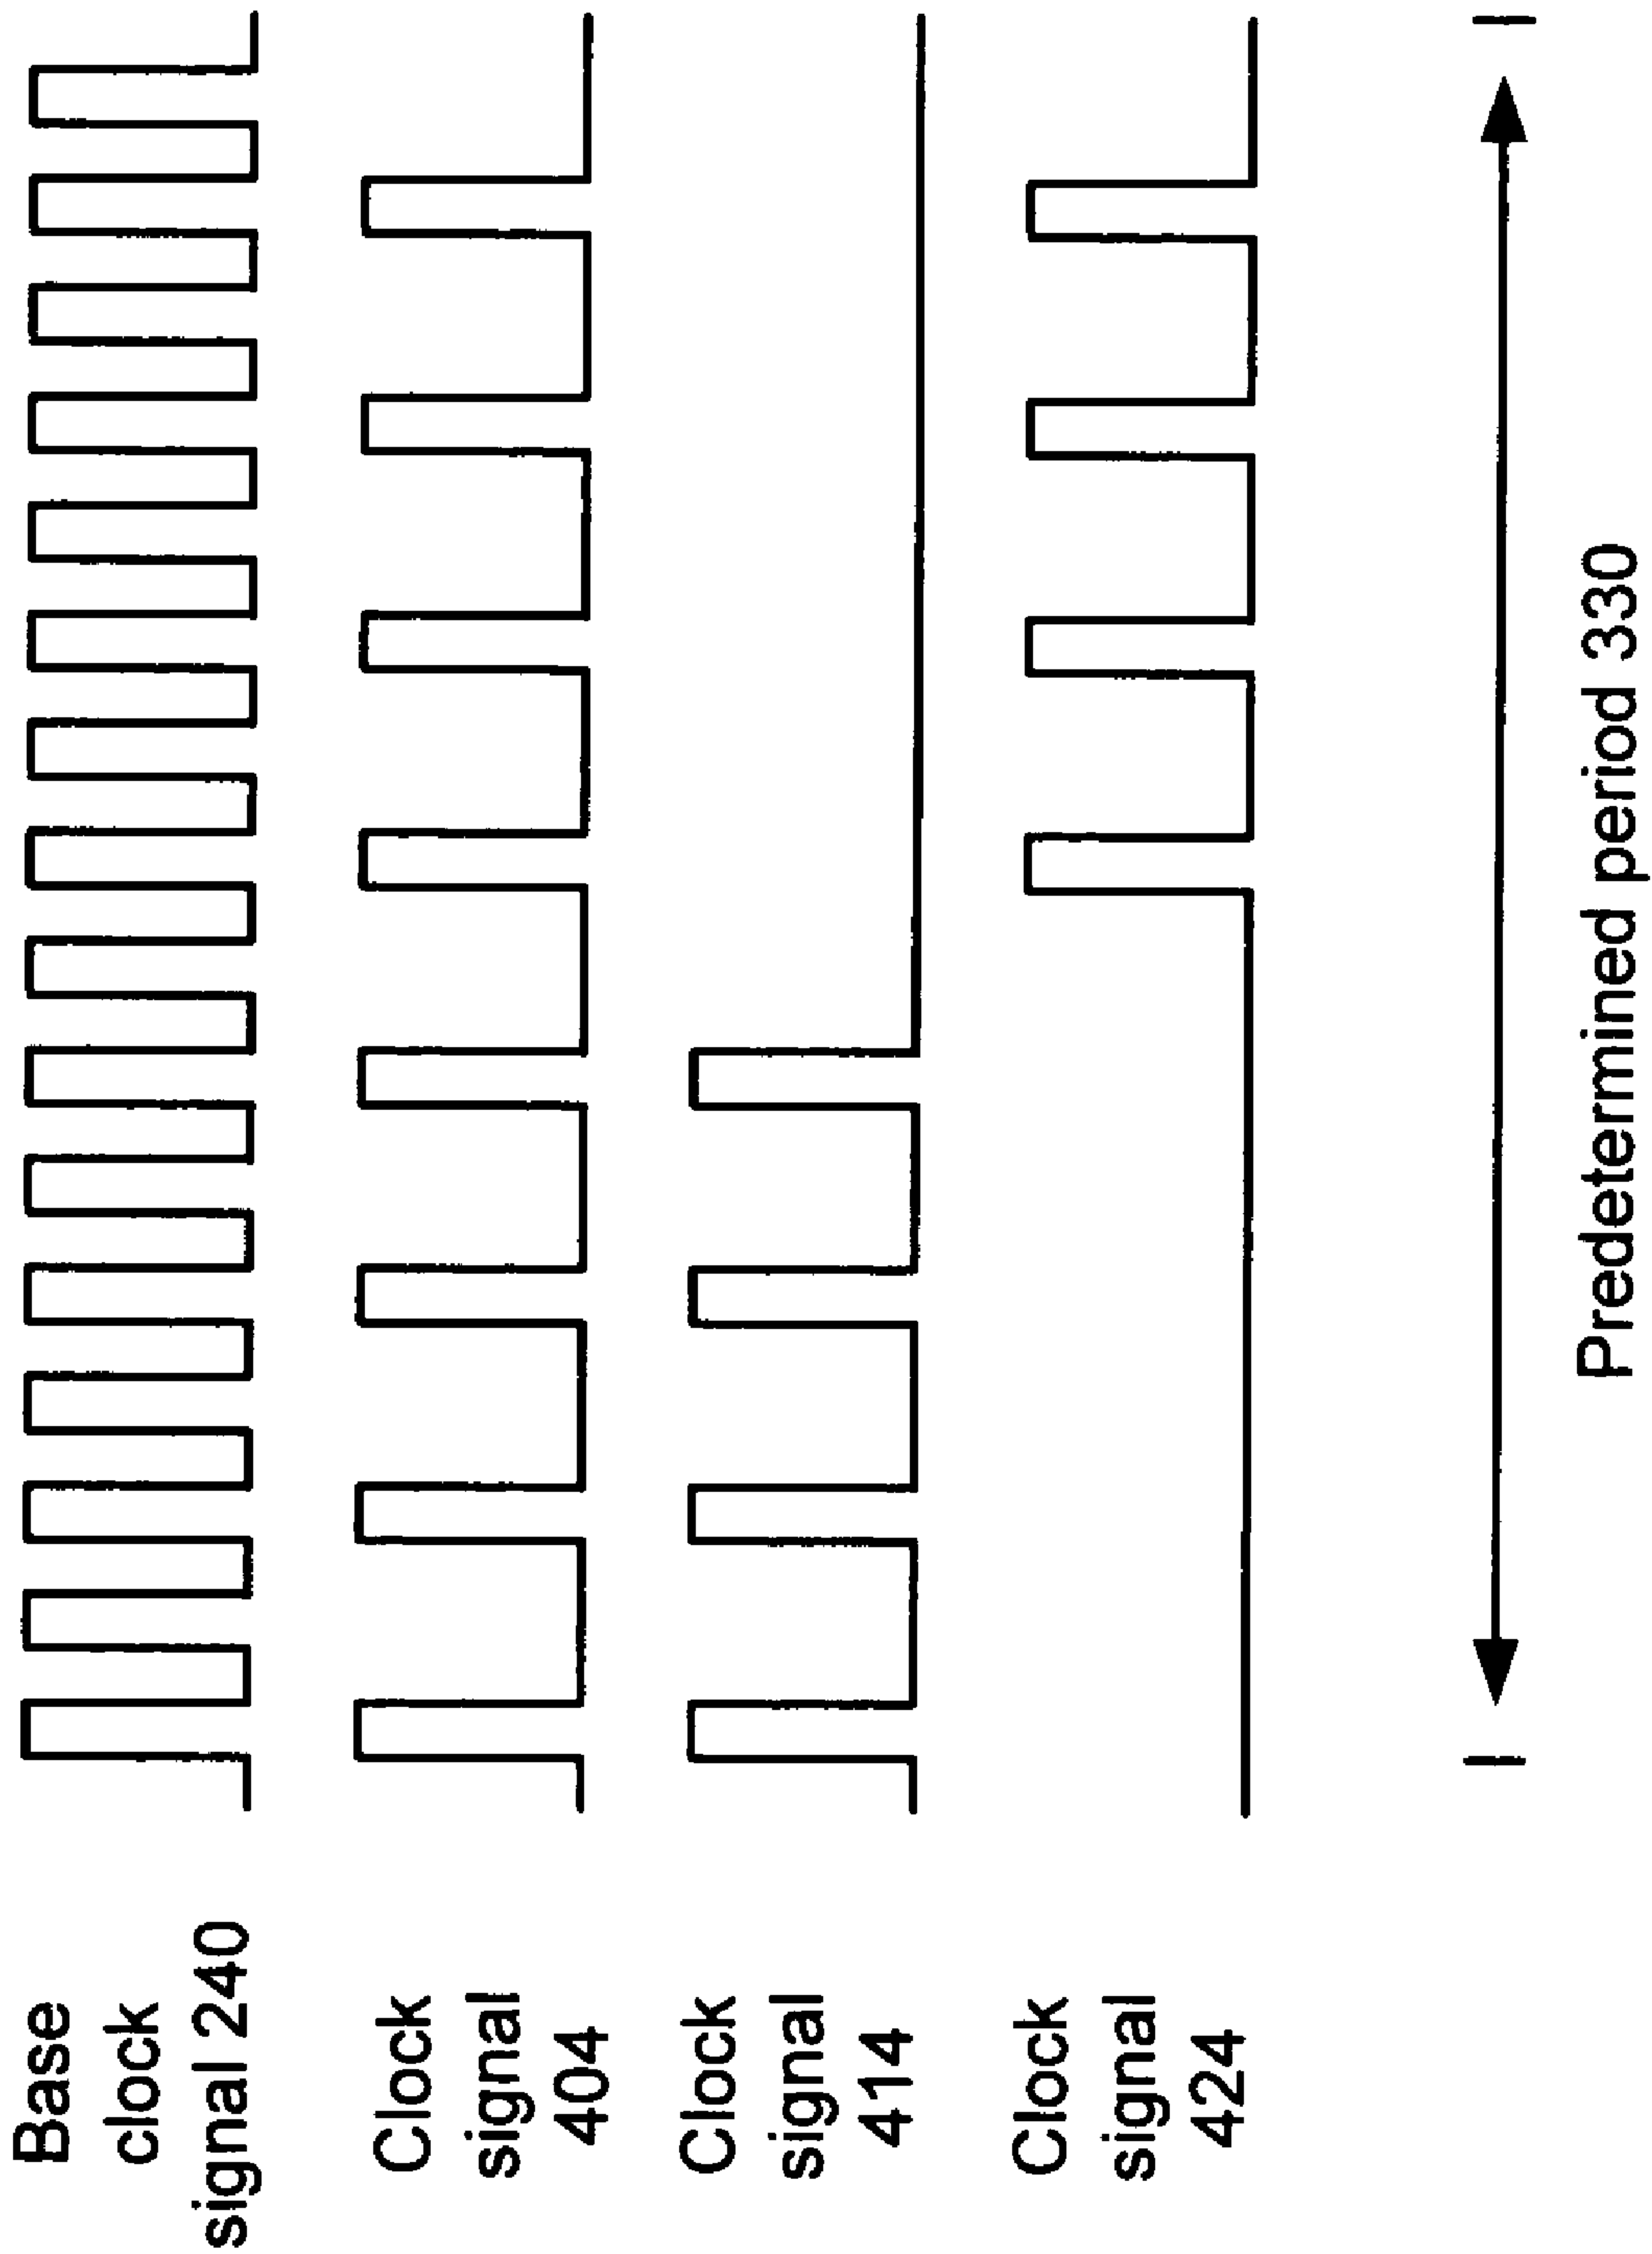 Base
clock
signal 240
Clock
signal
404
Clock
signal
414
Clock
signal
424
Predetermined period 330